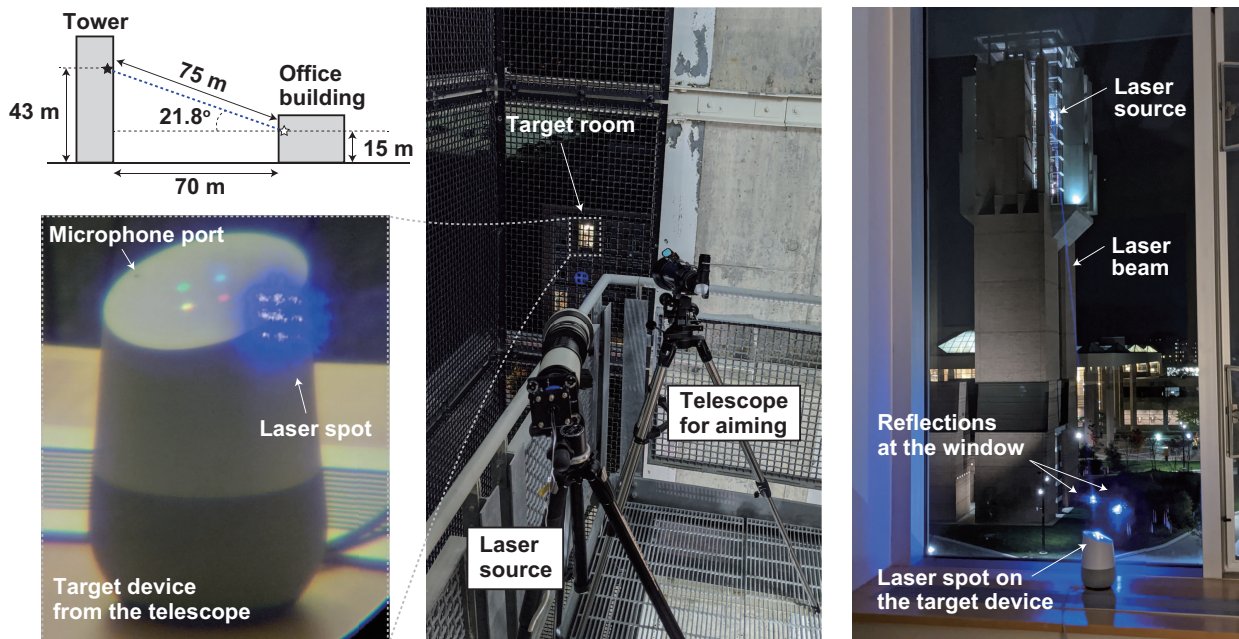 Tower
75 m
Office
building
43 m
21.8°
15 m
70 m
Microphone port
Laser spot
Target device
from the telescope
Target room
Telescope
for aiming
Laser
source
Laser
source
Laser
beam
Reflections
at the window
Laser spot on
the target device